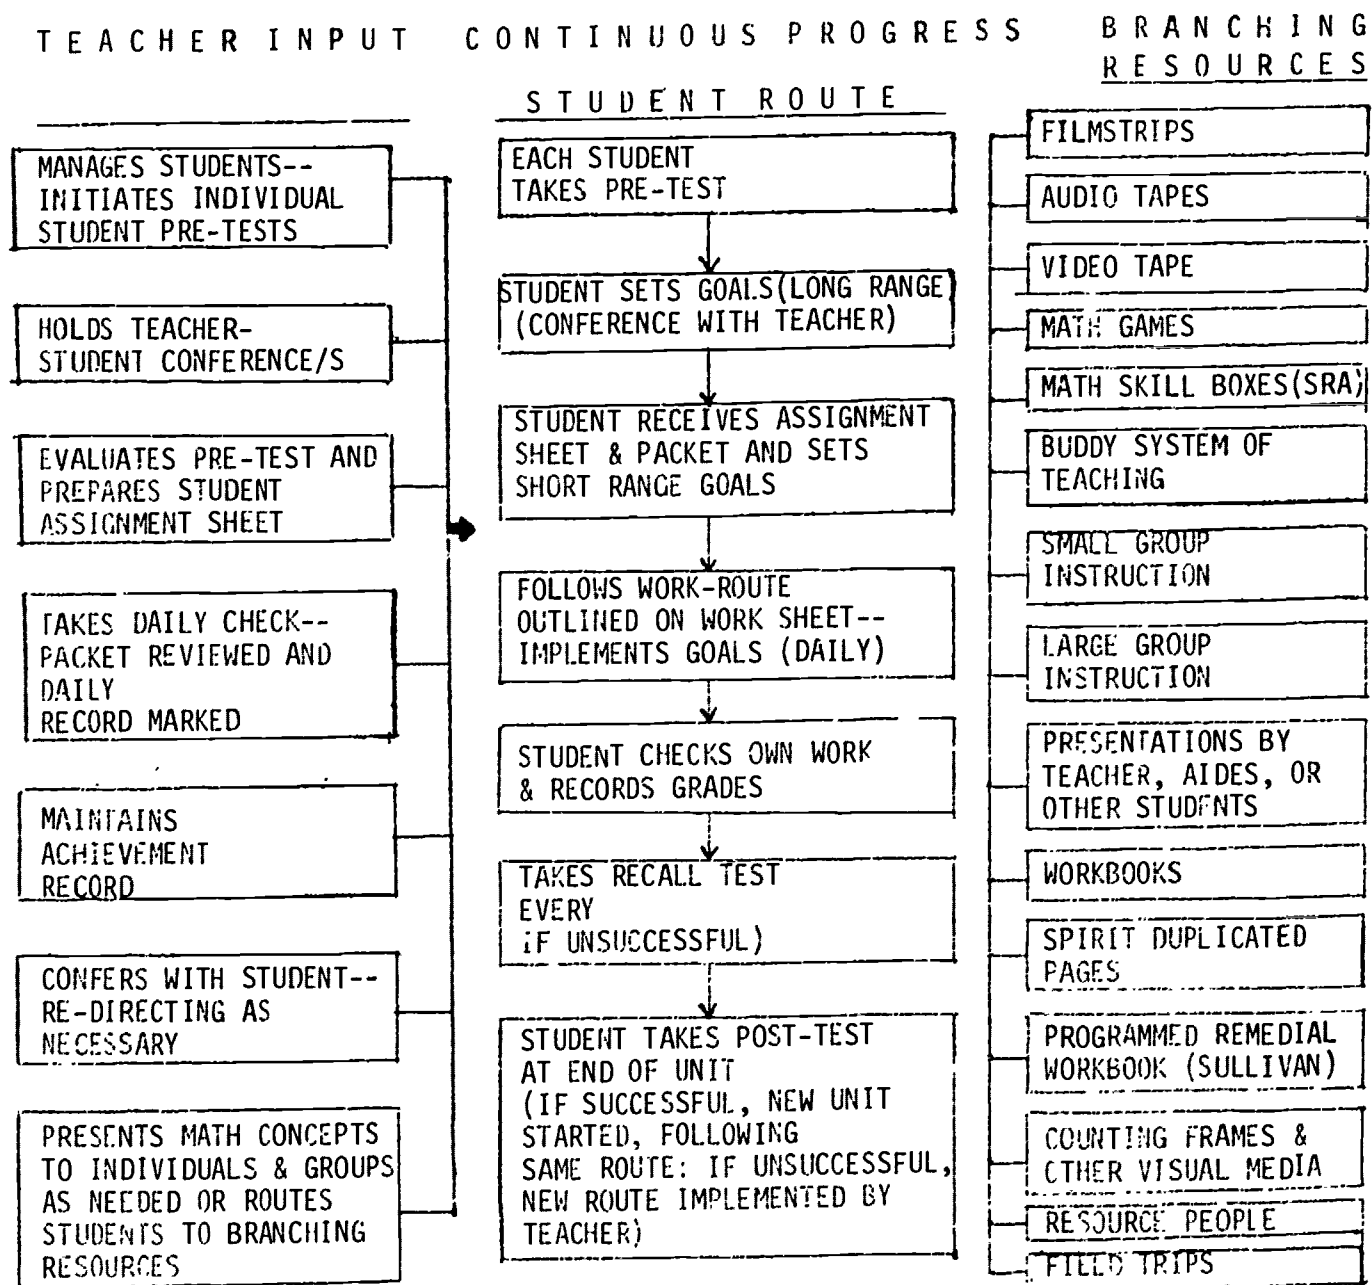 TEACHER INPUT
CONTINUOUS PROGRESS
BRANCHING
RESOURCES
STUDENT ROUTE
MANAGES STUDENTS--
INITIATES INDIVIDUAL
STUDENT PRE-TESTS
HOLDS TEACHER-
STUDENT CONFERENCE/S
EVALUATES PRE-TEST AND
PREPARES STUDENT
ASSIGNMENT SHEET
TAKES DAILY CHECK--
PACKET REVIEWED AND
DAILY
RECORD MARKED
MAINTAINS
ACHIEVEMENT
RECORD
CONFERS WITH STUDENT--
RE-DIRECTING AS
NECESSARY
PRESENTS MATH CONCEPTS
TO INDIVIDUALS & GROUPS
AS NEEDED OR ROUTES
STUDENTS TO BRANCHING
RESOURCES
EACH STUDENT
TAKES PRE-TEST
STUDENT SETS GOALS(LONG RANGE)
(CONFERENCE WITH TEACHER)
STUDENT RECEIVES ASSIGNMENT
SHEET & PACKET AND SETS
SHORT RANGE GOALS
FOLLOWS WORK-ROUTE
OUTLINED ON WORK SHEET--
IMPLEMENTS GOALS (DAILY)
STUDENT CHECKS OWN WORK
& RECORDS GRADES
TAKES RECALL TEST
EVERY
IF UNSUCCESSFUL)
STUDENT TAKES POST-TEST
AT END OF UNIT
(IF SUCCESSFUL, NEW UNIT
STARTED, FOLLOWING
SAME ROUTE: IF UNSUCCESSFUL,
NEW ROUTE IMPLEMENTED BY
TEACHER)
FILMSTRIPS
AUDIO TAPES
VIDEO TAPE
MATH GAMES
MATH SKILL BOXES(SRA)
BUDDY SYSTEM OF
TEACHING
SMALL GROUP
INSTRUCTION
LARGE GROUP
INSTRUCTION
PRESENTATIONS BY
TEACHER, AIDES, OR
OTHER STUDENTS
WORKBOOKS
SPIRIT DUPLICATED
PAGES
PROGRAMMED REMEDIAL
WORKBOOK (SULLIVAN)
COUNTING FRAMES &
OTHER VISUAL MEDIA
RESOURCE PEOPLE
FIELD TRIPS